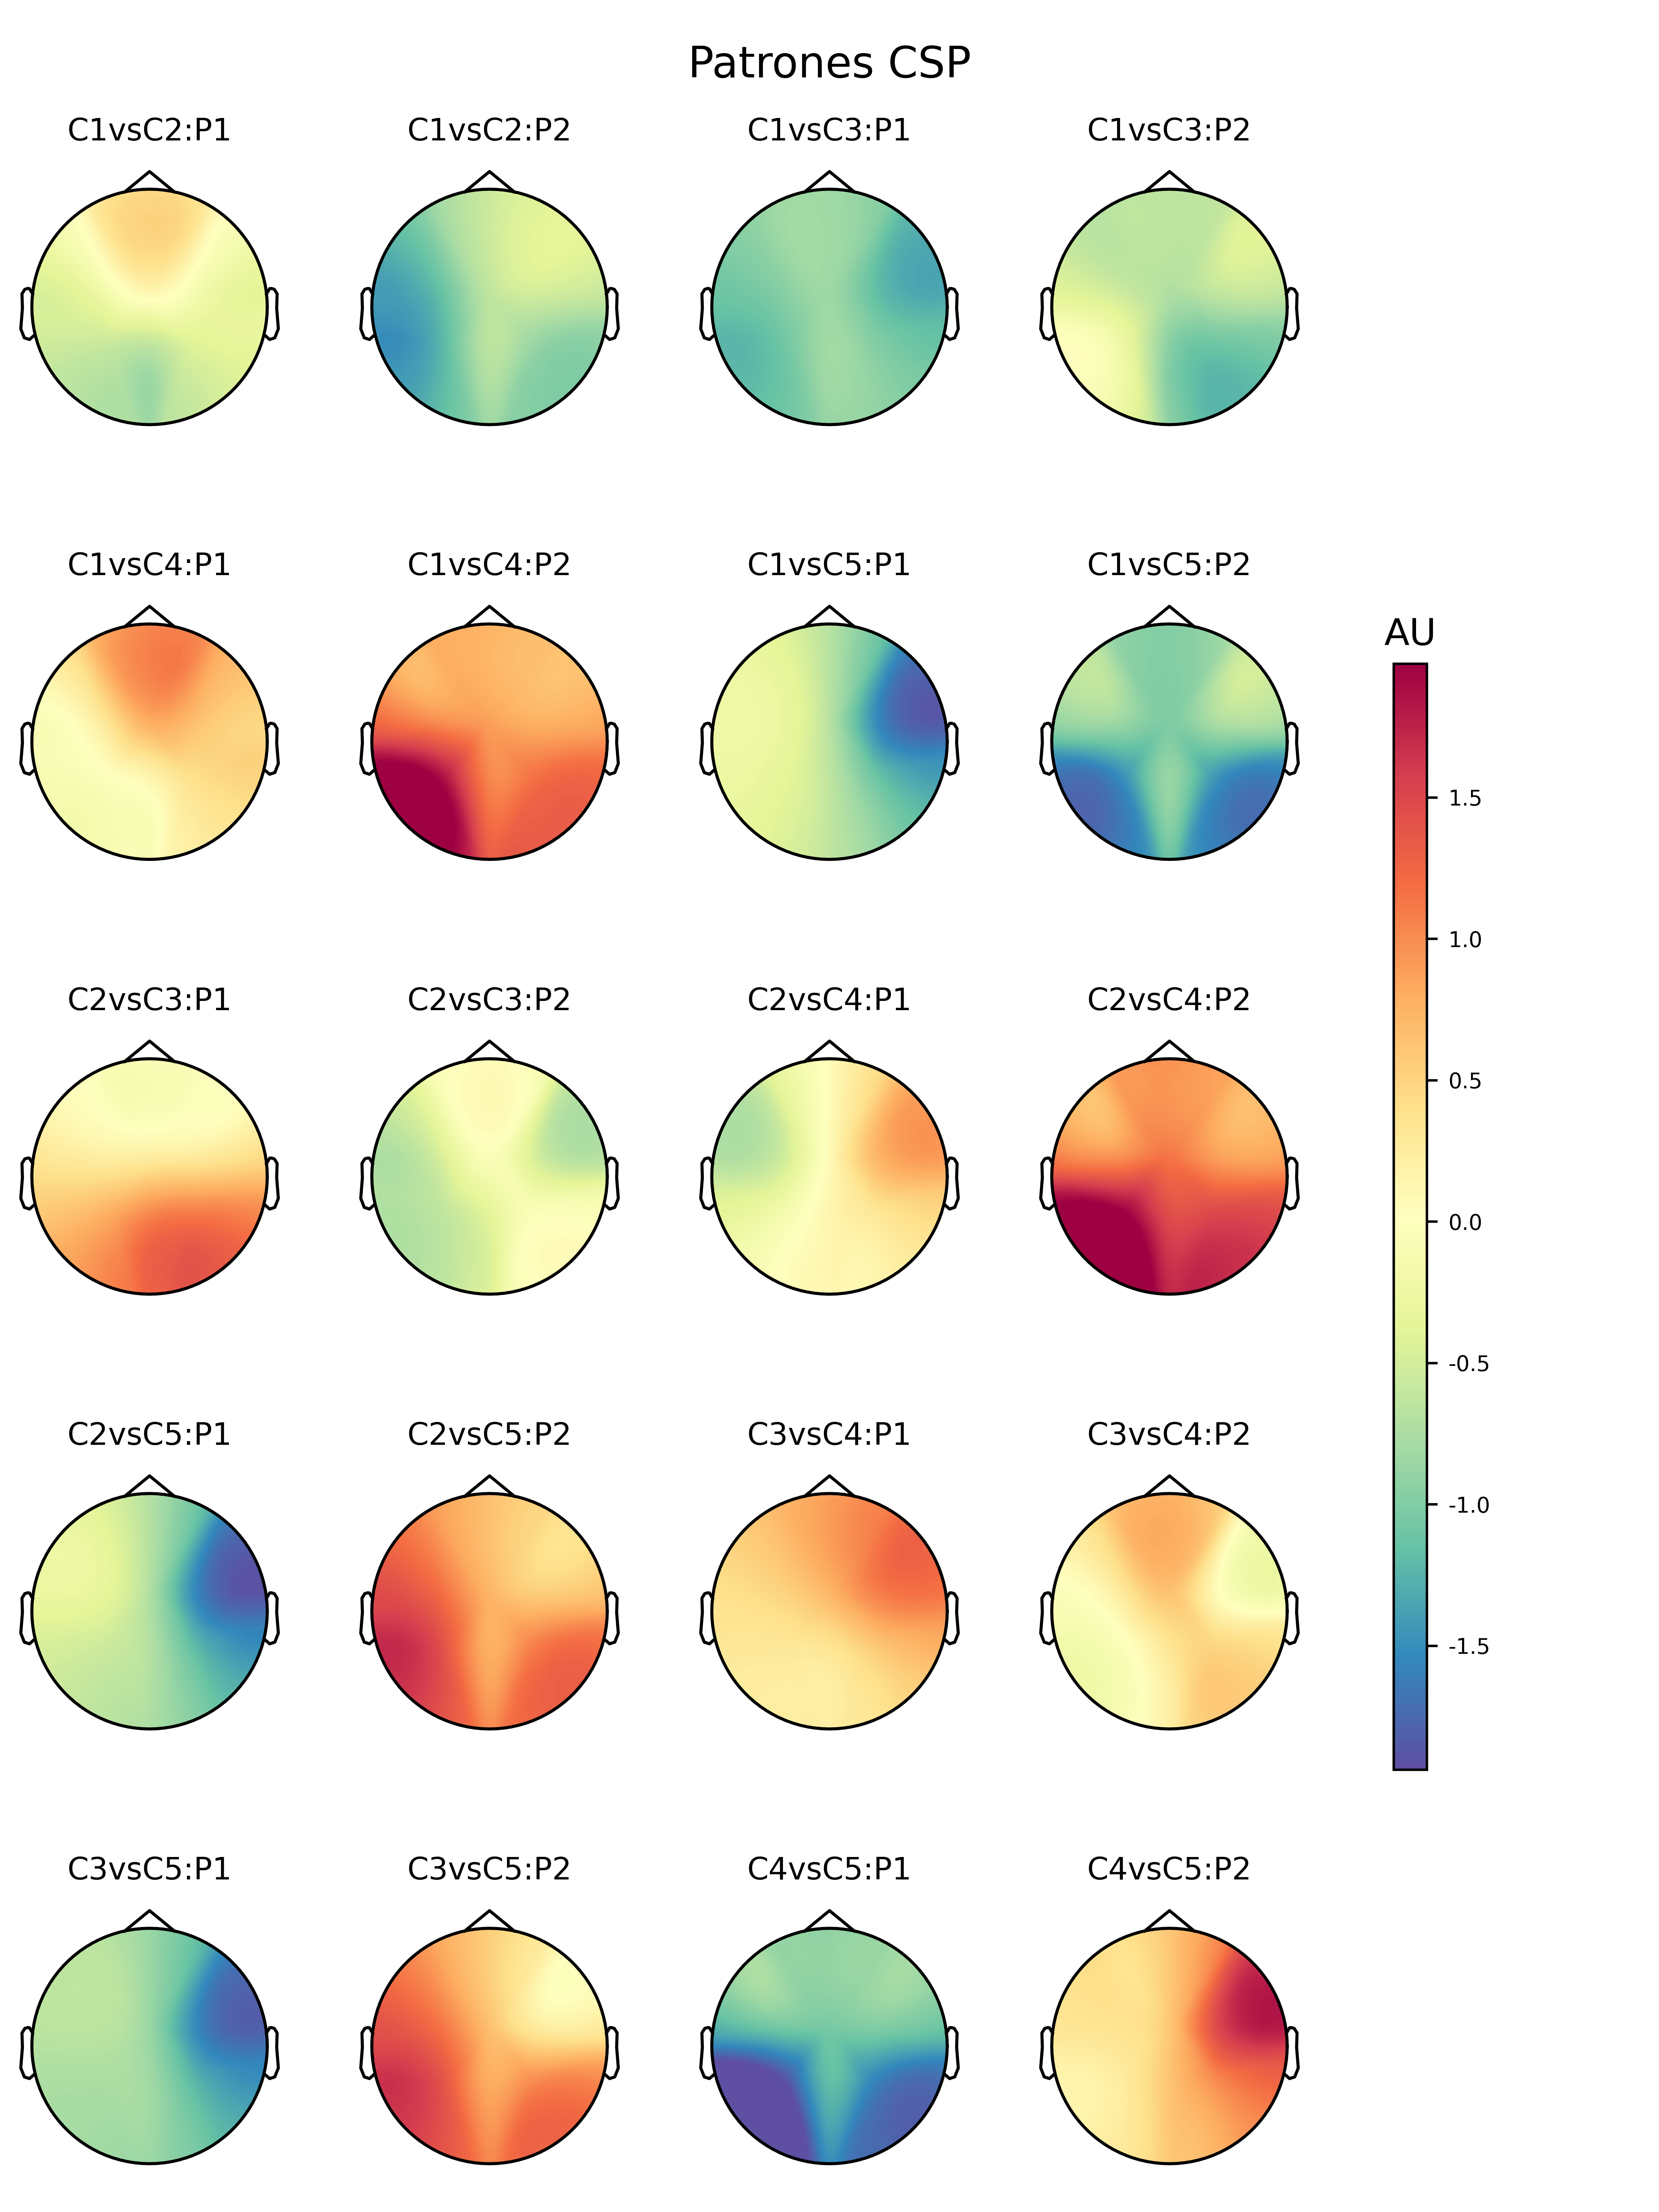 Patrones CSP
C1vsC2:P1 C1vsC2:P2 C1vsC3:P1 C1vsC3:P2
C1vsC4:P1 C1vsC4:P2 C1vsC5:P1 C1vsC5:P2
AU
1.5
1.0
0.5
0.0
-0.5
-1.0
-1.5
C2vsC3:P1 C2vsC3:P2 C2vsC4:P1 C2vsC4:P2
C2vsC5:P1 C2vsC5:P2 C3vsC4:P1 C3vsC4:P2
C3vsC5:P1 C3vsC5:P2 C4vsC5:P1 C4vsC5:P2